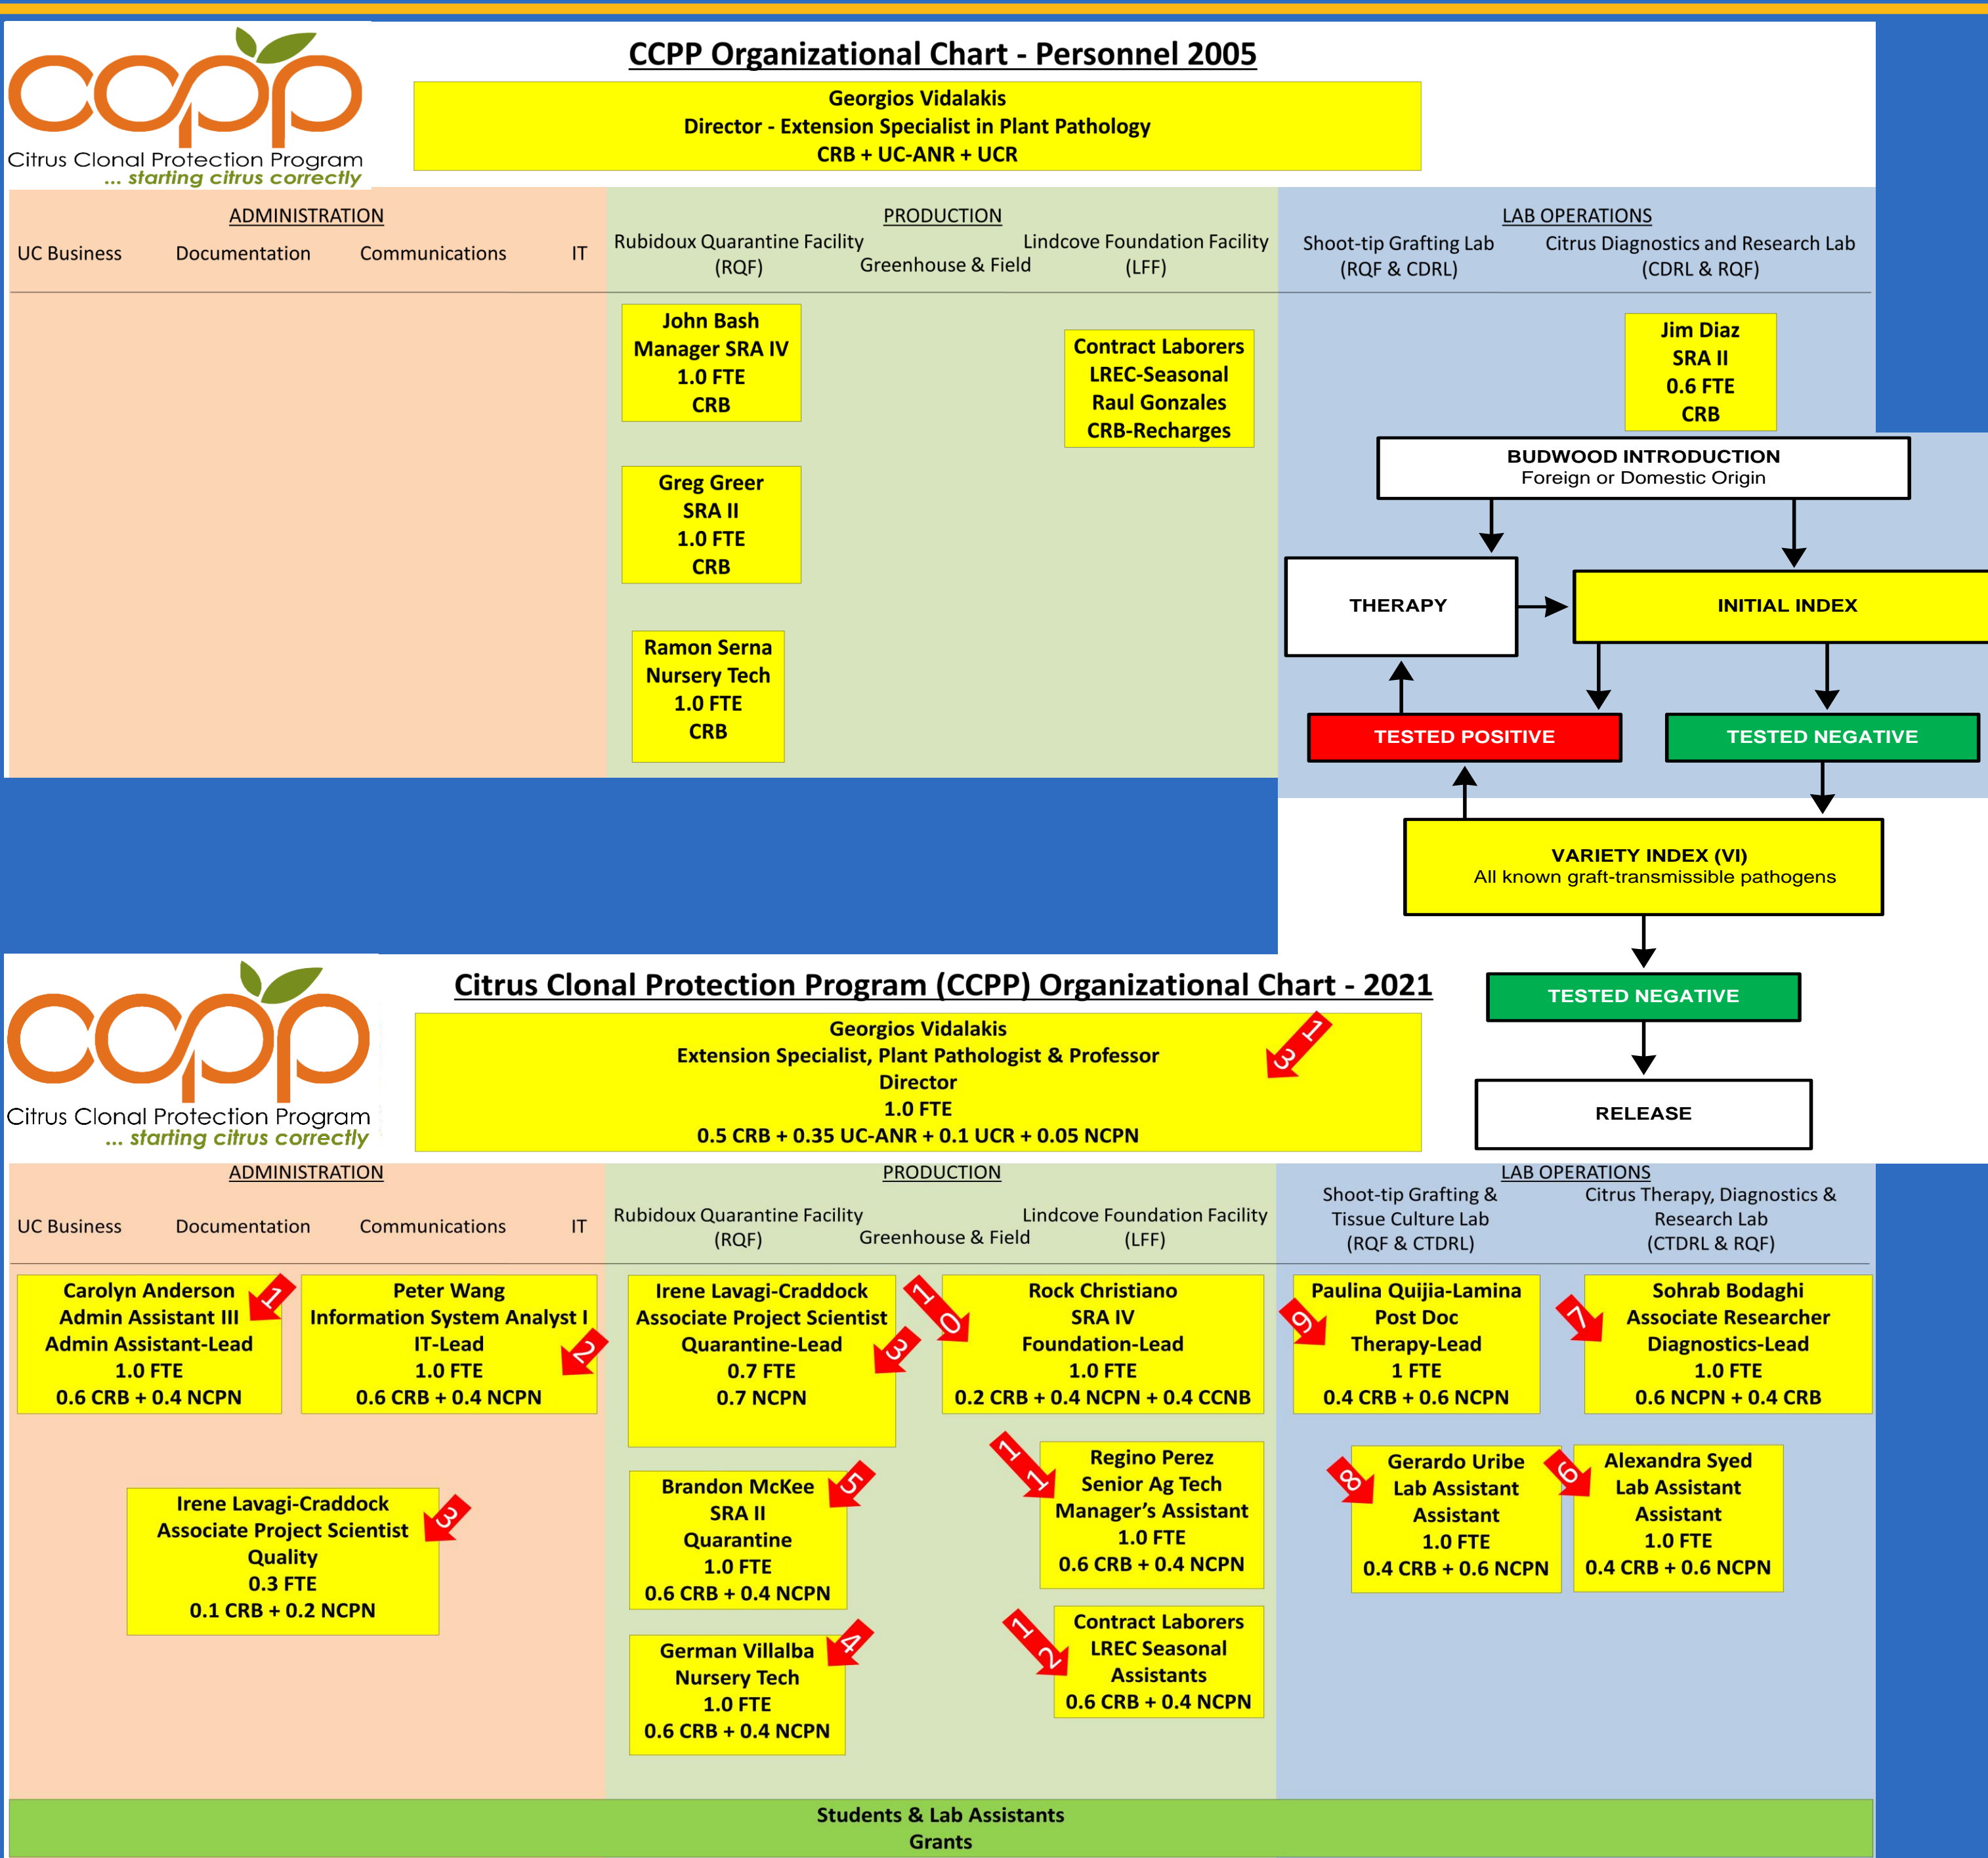 ccpp
Citrus Clonal Protection Program
... starting citrus correctly
CCPP Organizational Chart - Personnel 2005
Georgios Vidalakis
Director - Extension Specialist in Plant Pathology
CRB + UC-ANR + UCR
ADMINISTRATION
UC Business Documentation Communications IT
PRODUCTION
Rubidoux Quarantine Facility
(RQF)
Greenhouse & Field
Lindcove Foundation Facility
(LFF)
LAB OPERATIONS
Shoot-tip Grafting Lab
(RQF & CDRL)
Citrus Diagnostics and Research Lab
(CDRL & RQF)
John Bash
Manager SRA IV
1.0 FTE
CRB
Greg Greer
SRA II
1.0 FTE
CRB
Ramon Serna
Nursery Tech
1.0 FTE
CRB
Contract Laborers
LREC-Seasonal
Raul Gonzales
CRB-Recharges
Jim Diaz
SRA II
0.6 FTE
CRB
BUDWOOD INTRODUCTION
Foreign or Domestic Origin
THERAPY
INITIAL INDEX
TESTED POSITIVE
TESTED NEGATIVE
VARIETY INDEX (VI)
All known graft-transmissible pathogens
TESTED NEGATIVE
RELEASE
ccpp
Citrus Clonal Protection Program
... starting citrus correctly
Citrus Clonal Protection Program (CCPP) Organizational Chart - 2021
Georgios Vidalakis
Extension Specialist, Plant Pathologist & Professor
Director
1.0 FTE
0.5 CRB + 0.35 UC-ANR + 0.1 UCR + 0.05 NCPN
13
ADMINISTRATION
UC Business Documentation Communications IT
PRODUCTION
Rubidoux Quarantine Facility
(RQF)
Greenhouse & Field
Lindcove Foundation Facility
(LFF)
LAB OPERATIONS
Shoot-tip Grafting &
Tissue Culture Lab
(RQF & CTDRL)
Citrus Therapy, Diagnostics &
Research Lab
(CTDRL & RQF)
Carolyn Anderson
Admin Assistant III
Admin Assistant-Lead
1.0 FTE
0.6 CRB + 0.4 NCPN
1
Peter Wang
Information System Analyst I
IT-Lead
1.0 FTE
0.6 CRB + 0.4 NCPN
2
Irene Lavagi-Craddock
Associate Project Scientist
Quality
0.3 FTE
0.1 CRB + 0.2 NCPN
3
Irene Lavagi-Craddock
Associate Project Scientist
Quarantine-Lead
0.7 FTE
0.7 NCPN
3
Brandon McKee
SRA II
Quarantine
1.0 FTE
0.6 CRB + 0.4 NCPN
5
German Villalba
Nursery Tech
1.0 FTE
0.6 CRB + 0.4 NCPN
4
10
Rock Christiano
SRA IV
Foundation-Lead
1.0 FTE
0.2 CRB + 0.4 NCPN + 0.4 CCNB
11
Regino Perez
Senior Ag Tech
Manager's Assistant
1.0 FTE
0.6 CRB + 0.4 NCPN
12
Contract Laborers
LREC Seasonal
Assistants
0.6 CRB + 0.4 NCPN
9
Paulina Quijia-Lamina
Post Doc
Therapy-Lead
1 FTE
0.4 CRB + 0.6 NCPN
8
Gerardo Uribe
Lab Assistant
Assistant
1.0 FTE
0.4 CRB + 0.6 NCPN
7
Sohrab Bodaghi
Associate Researcher
Diagnostics-Lead
1.0 FTE
0.6 NCPN + 0.4 CRB
6
Alexandra Syed
Lab Assistant
Assistant
1.0 FTE
0.4 CRB + 0.6 NCPN
Students & Lab Assistants
Grants